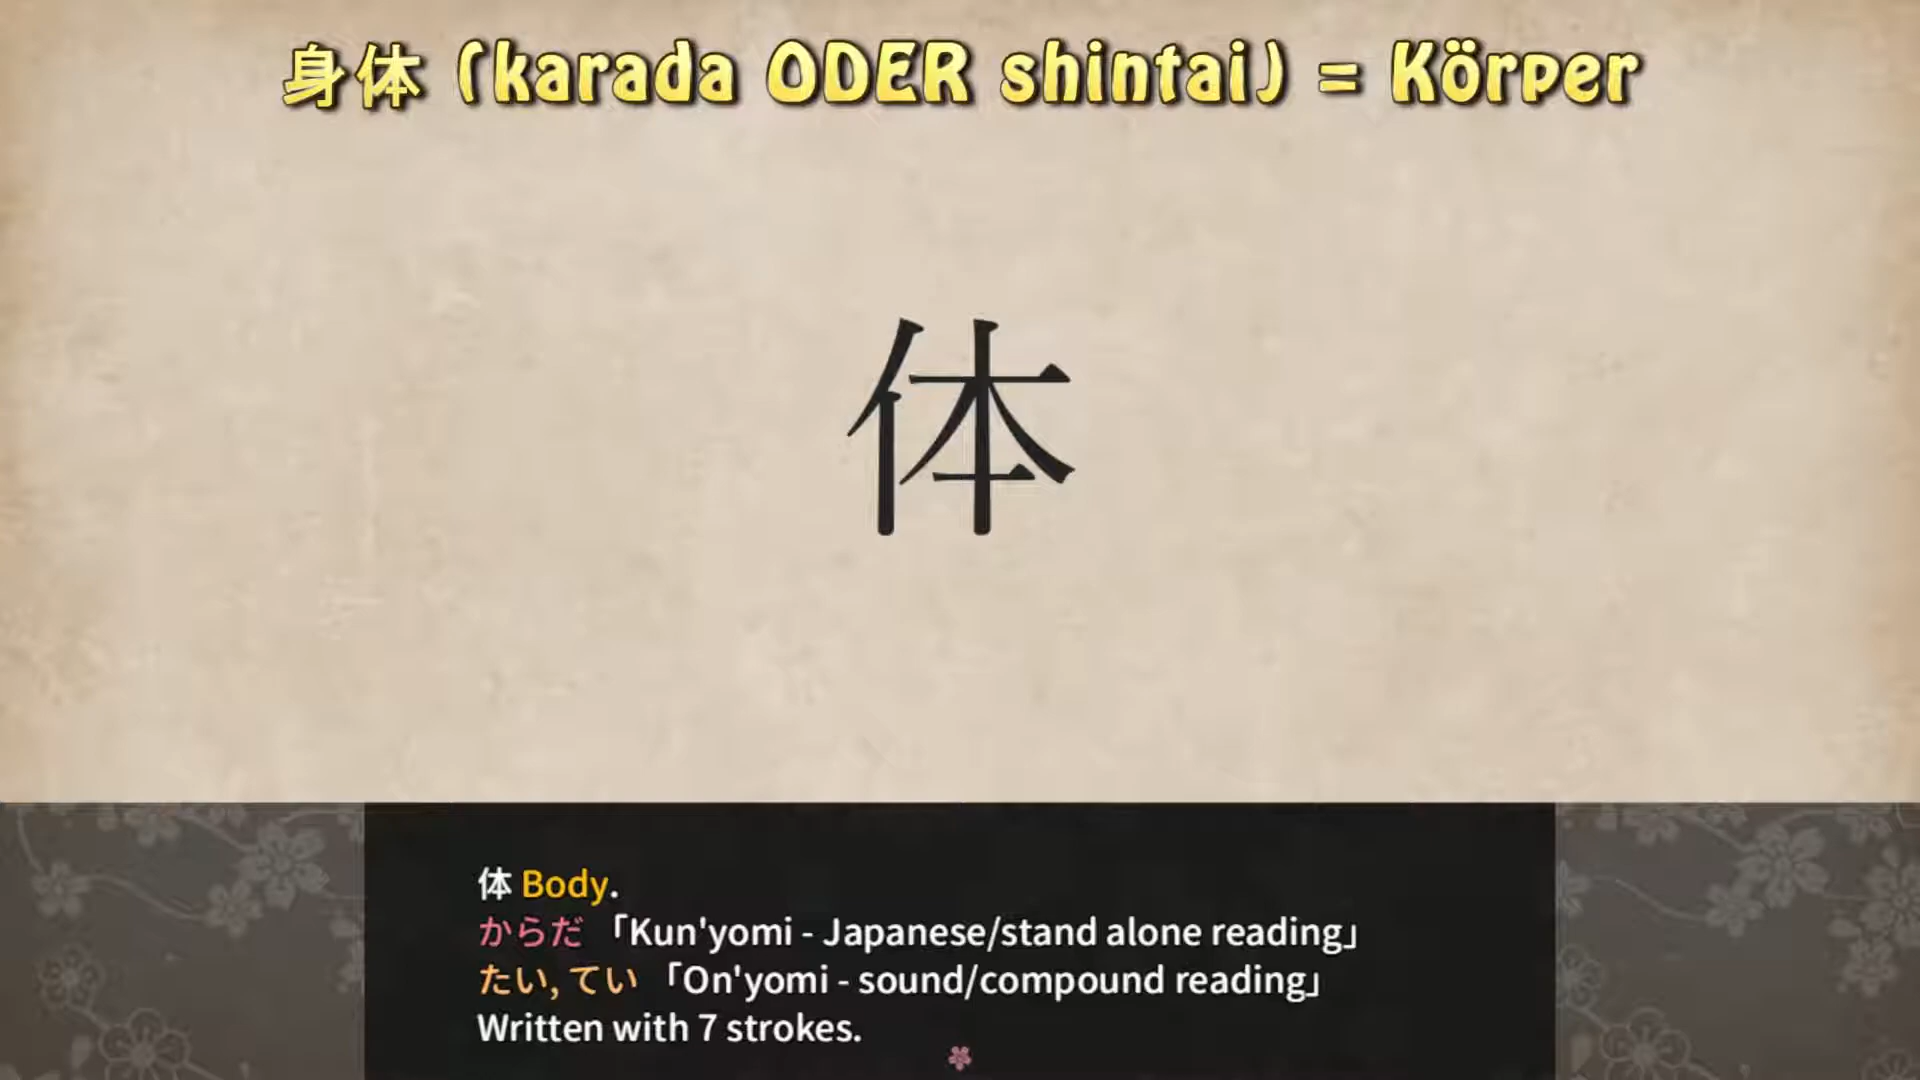 身体 (karada ODER shintai) = Körper
体
体 Body.
からだ 「Kun'yomi - Japanese/stand alone reading」
たい, てい 「On'yomi - sound/compound reading」
Written with 7 strokes.